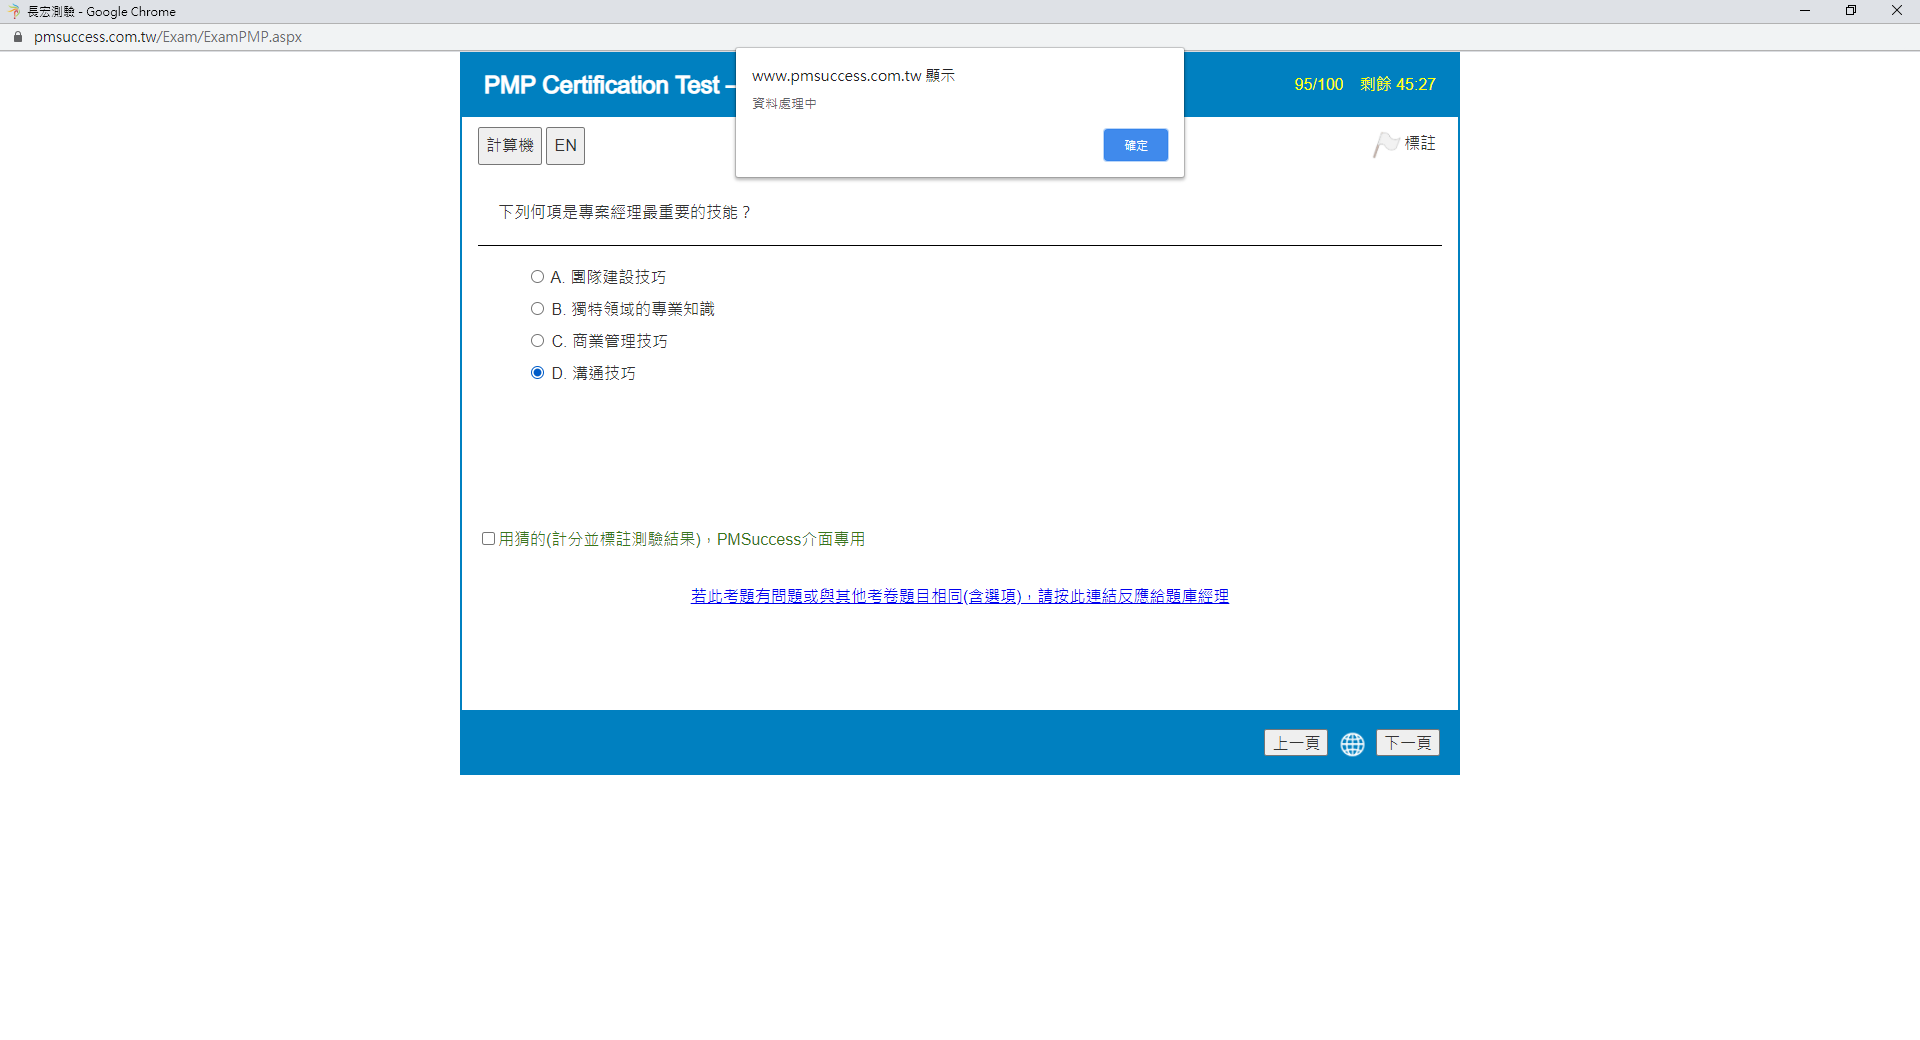 長宏測驗 - Google Chrome
pmsuccess.com.tw/Exam/ExamPMP.aspx
PMP Certification Test –
www.pmsuccess.com.tw 顯示
資料處理中
確定
95/100 剩餘 45:27
計算機 EN
標註
下列何項是專案經理最重要的技能？
A. 團隊建設技巧
B. 獨特領域的專業知識
C. 商業管理技巧
D. 溝通技巧
用猜的(計分並標註測驗結果)，PMSuccess介面專用
若此考題有問題或與其他考卷題目相同(含選項)，請按此連結反應給題庫經理
上一頁 下一頁